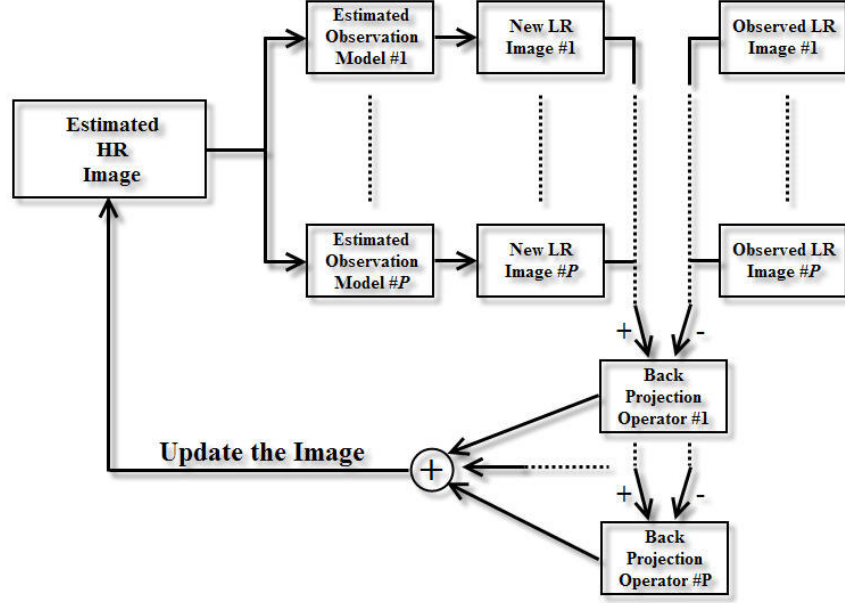 Estimated
Observation
Model #1
New LR
Image #1
Observed LR
Image #1
Estimated
HR
Image
Estimated
Observation
Model #P
New LR
Image #P
Observed LR
Image #P
+
-
Back
Projection
Operator #1
Update the Image
+
+
-
Back
Projection
Operator #P